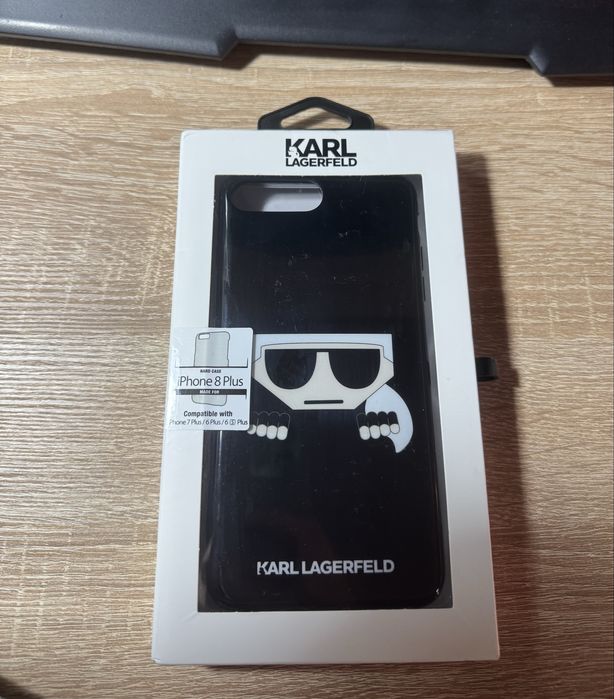 KARL
LAGERFELD
HARD CASE
iPhone 8 Plus
MADE FOR
Compatible with
iPhone 7 Plus / 6 Plus / 6 S Plus
KARL LAGERFELD